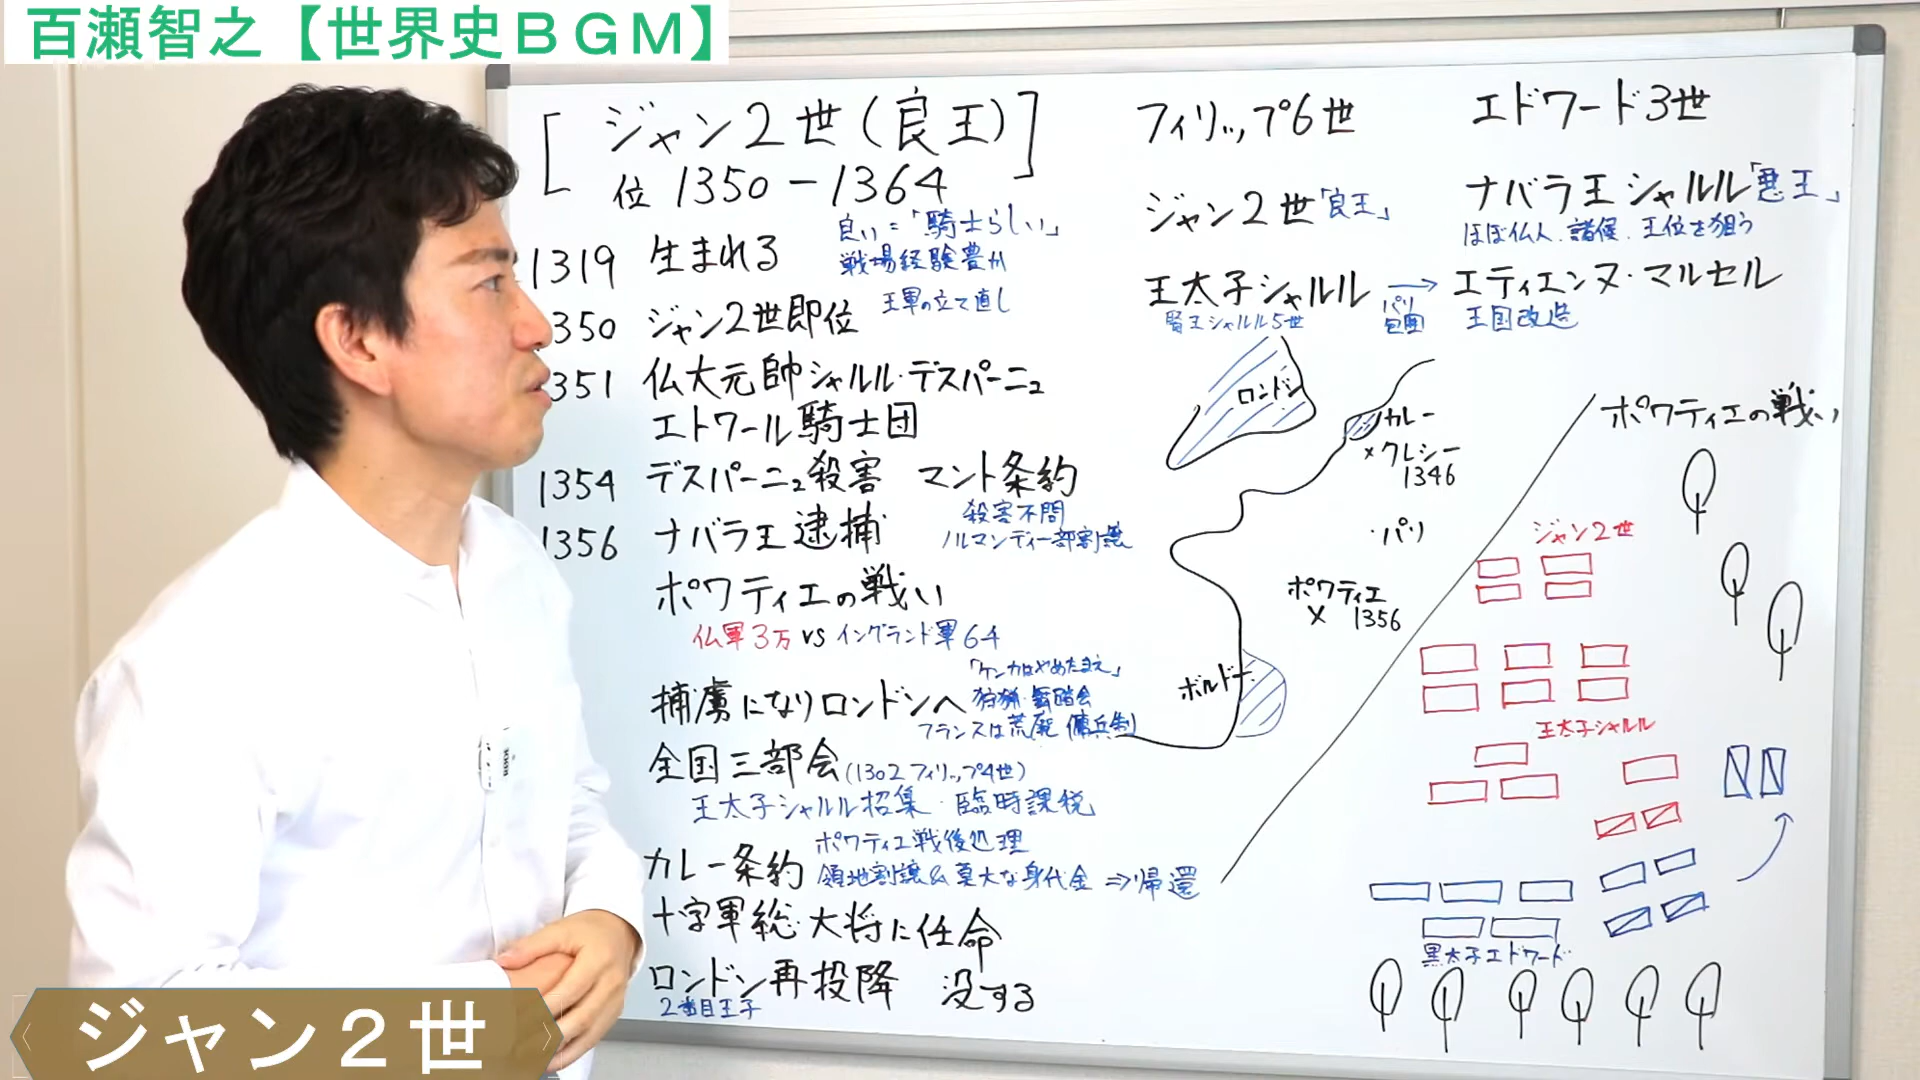 百瀬智之【世界史BGM】
[ ジャン2世(良王) ]
位 1350-1364
良い=「騎士らしい」
1319 生まれる
戦場経験豊か
350 ジャン2世即位
王軍の立て直し
351 仏大元帥シャルル・デスパーニュ
エトワール騎士団
1354 デスパーニュ殺害 マント条約
殺害不問
ノルマンディー部割譲
1356 ナバラ王逮捕
ポワティエの戦い
仏軍3万 vs イングランド軍6千
「ケンカはやめたまえ」
捕虜になりロンドンへ 狩猟・舞踏会
フランスは荒廃 傭兵制
全国三部会(1302フィリップ4世)
王太子シャルル招集・臨時課税
ポワティエ戦後処理
カレー条約 領地割譲&莫大な身代金⇒帰還
十字軍総大将に任命
ロンドン再投降 没する
2番目王子
フィリップ6世 エドワード3世
ジャン2世「良王」 ナバラ王シャルル「悪王」
ほぼ仏人、諸侯、王位を狙う
王太子シャルル → エティエンヌ・マルセル
賢王シャルル5世 パリ包囲 王国改造
ロンドン
カレー
×クレシー
1346
・パリ
ポワティエ
× 1356
ボルドー
ポワティエの戦い
ジャン2世
王太子シャルル
黒太子エドワード
ジャン2世